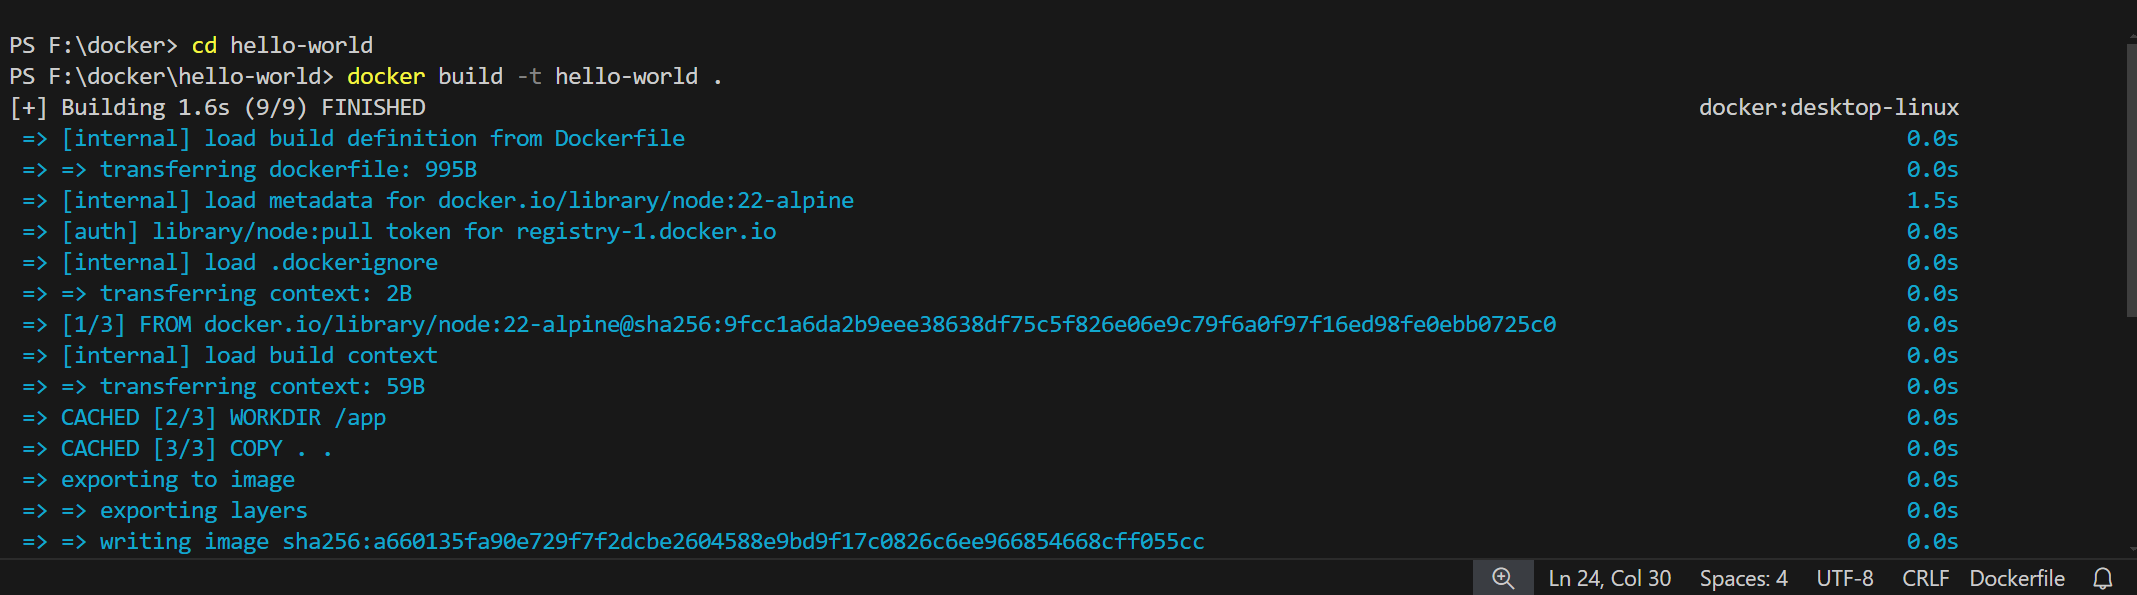 PS F:\docker> cd hello-world
PS F:\docker\hello-world> docker build -t hello-world .
[+] Building 1.6s (9/9) FINISHED docker:desktop-linux
=> [internal] load build definition from Dockerfile 0.0s
=> => transferring dockerfile: 995B 0.0s
=> [internal] load metadata for docker.io/library/node:22-alpine 1.5s
=> [auth] library/node:pull token for registry-1.docker.io 0.0s
=> [internal] load .dockerignore 0.0s
=> => transferring context: 2B 0.0s
=> [1/3] FROM docker.io/library/node:22-alpine@sha256:9fcc1a6da2b9eee38638df75c5f826e06e9c79f6a0f97f16ed98fe0ebb0725c0 0.0s
=> [internal] load build context 0.0s
=> => transferring context: 59B 0.0s
=> CACHED [2/3] WORKDIR /app 0.0s
=> CACHED [3/3] COPY . . 0.0s
=> exporting to image 0.0s
=> => exporting layers 0.0s
=> => writing image sha256:a660135fa90e729f7f2dcbe2604588e9bd9f17c0826c6ee966854668cff055cc 0.0s
Ln 24, Col 30 Spaces: 4 UTF-8 CRLF Dockerfile